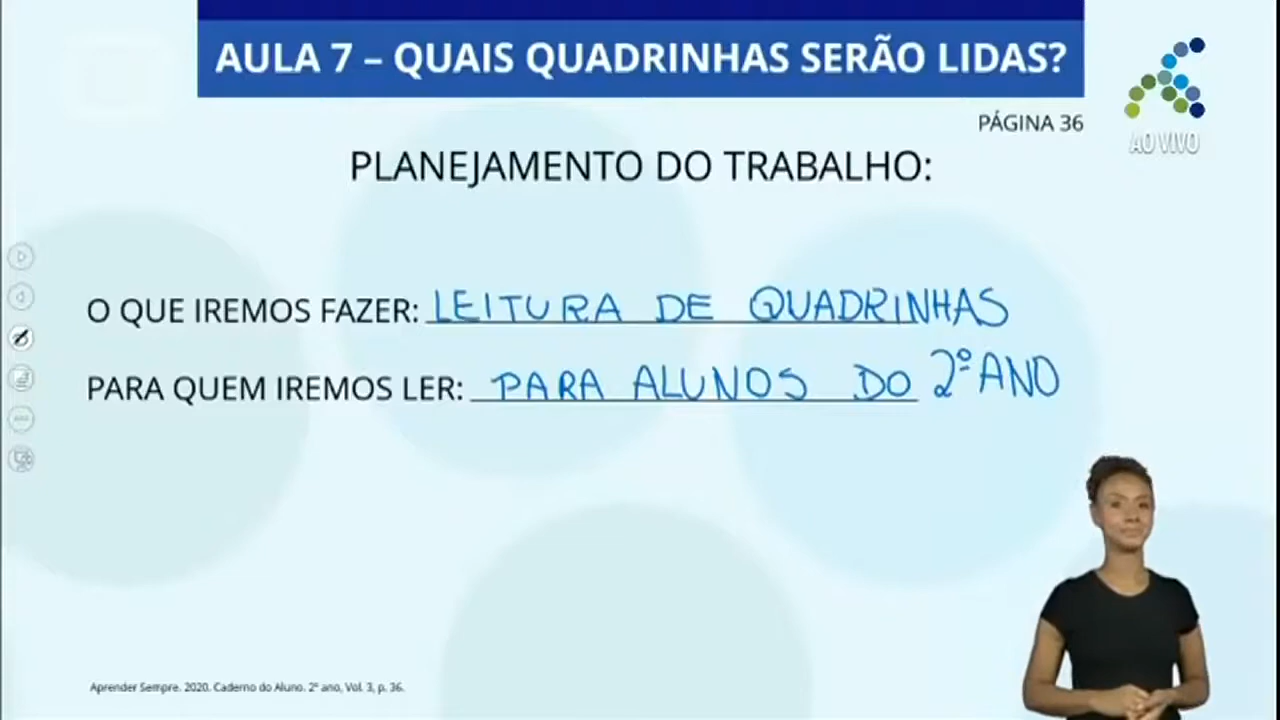 AULA 7 – QUAIS QUADRINHAS SERÃO LIDAS?
PÁGINA 36
AO VIVO
PLANEJAMENTO DO TRABALHO:
O QUE IREMOS FAZER: LEITURA DE QUADRINHAS
PARA QUEM IREMOS LER: PARA ALUNOS DO 2º ANO
Aprender Sempre. 2020. Caderno do Aluno. 2º ano, Vol. 3, p. 36.